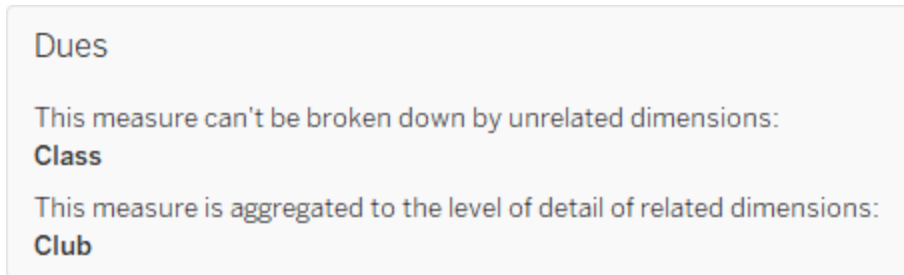 Dues
This measure can't be broken down by unrelated dimensions:
Class
This measure is aggregated to the level of detail of related dimensions:
Club